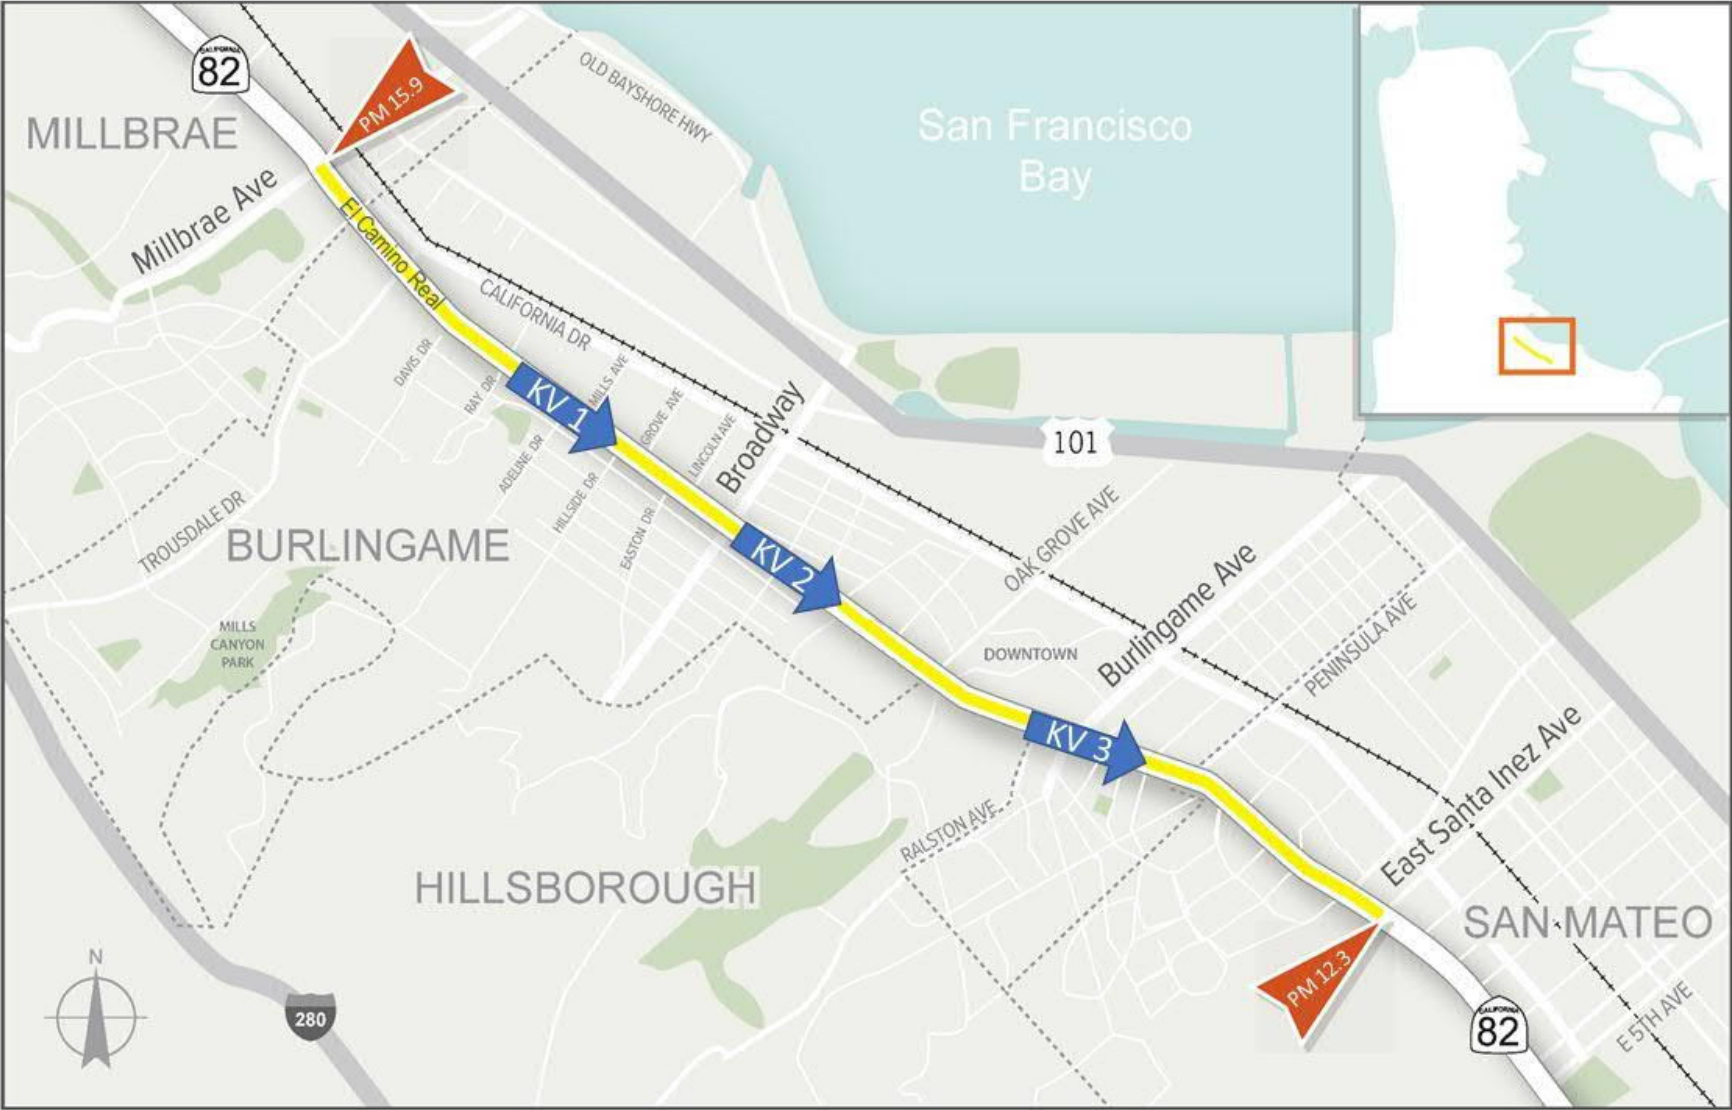 CALIFORNIA
82
PM 15.9
MILLBRAE
OLD BAYSHORE HWY
San Francisco
Bay
Millbrae Ave
El Camino Real
CALIFORNIA DR
DAVIS DR
RAY DR
KV 1
MILLS AVE
GROVE AVE
LINCOLN AVE
Broadway
101
ADELINE DR
HILLSIDE DR
EASTON DR
TROUSDALE DR
BURLINGAME
KV 2
OAK GROVE AVE
Burlingame Ave
MILLS
CANYON
PARK
DOWNTOWN
PENINSULA AVE
KV 3
RALSTON AVE
East Santa Inez Ave
HILLSBOROUGH
SAN MATEO
PM 12.3
N
280
CALIFORNIA
82
E 5TH AVE